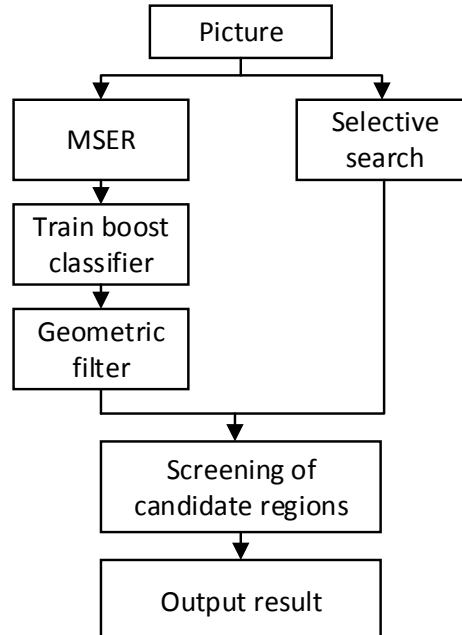 Picture
MSER
Selective
search
Train boost
classifier
Geometric
filter
Screening of
candidate regions
Output result